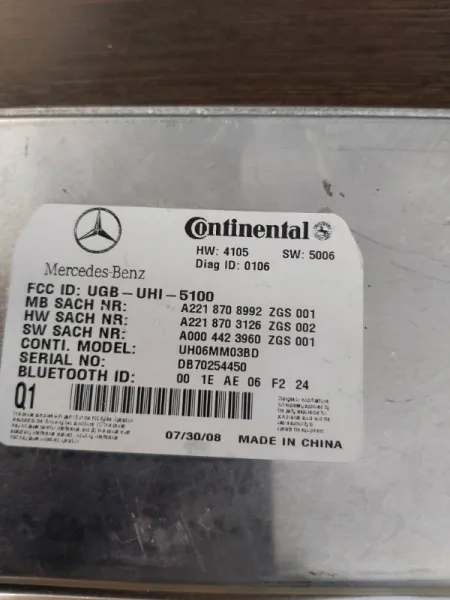 Mercedes-Benz
Continental
HW: 4105 SW: 5006
Diag ID: 0106
FCC ID: UGB-UHI-5100
MB SACH NR: A221 870 8992 ZGS 001
HW SACH NR: A221 870 3126 ZGS 002
SW SACH NR: A000 442 3960 ZGS 001
CONTI. MODEL: UH06MM03BD
SERIAL NO: DB70254450
BLUETOOTH ID: 00 1E AE 06 F2 24
Q1
07/30/08 MADE IN CHINA